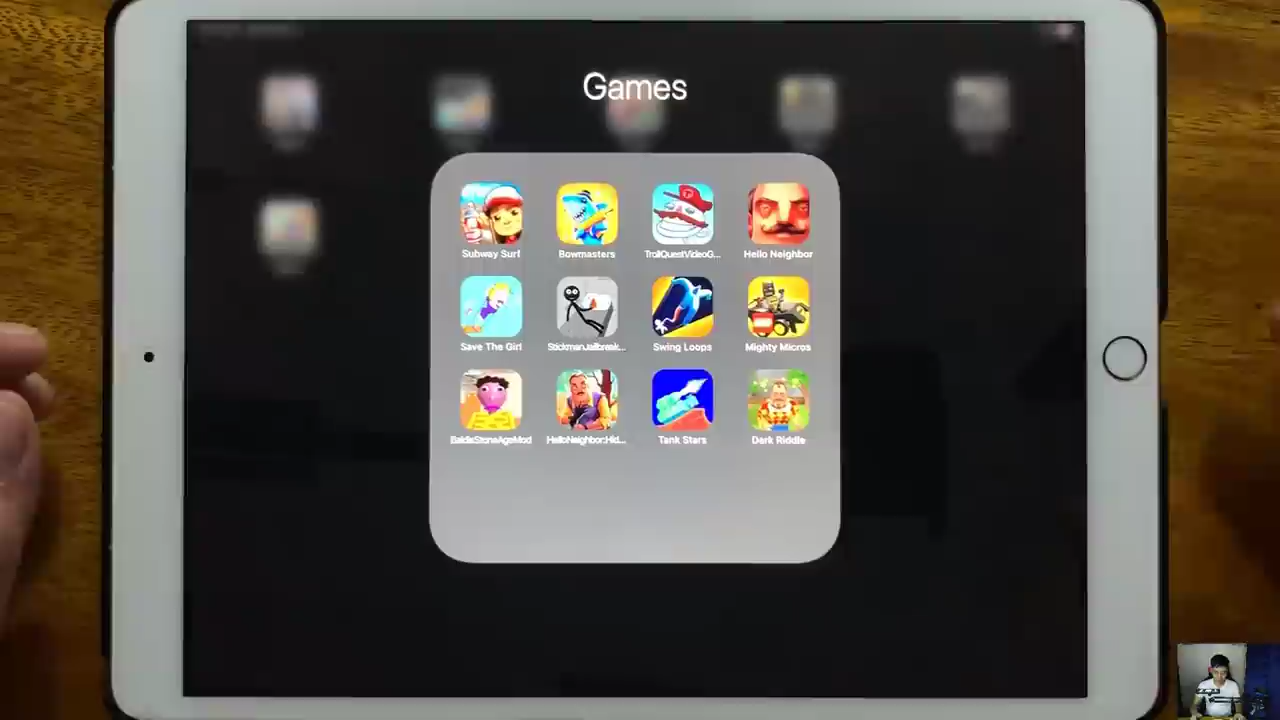 Games
Subway Surf
Bowmasters
TrollQuestVideoG...
Hello Neighbor
Save The Girl
StickmanJailbreak...
Swing Loops
Mighty Micros
BaldisStoneAgeMod
HelloNeighbor:Hid...
Tank Stars
Dark Riddle